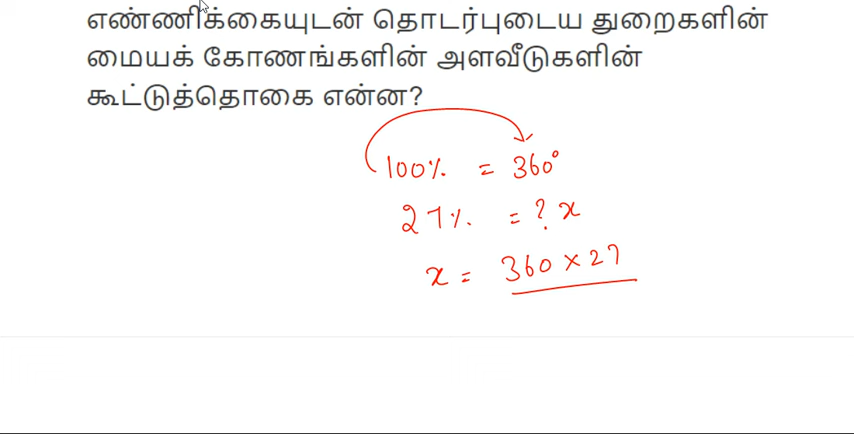 எண்ணிக்கையுடன் தொடர்புடைய துறைகளின்
மையக் கோணங்களின் அளவீடுகளின்
கூட்டுத்தொகை என்ன?
100% = 360°
27% = ? x
x = 360 × 27